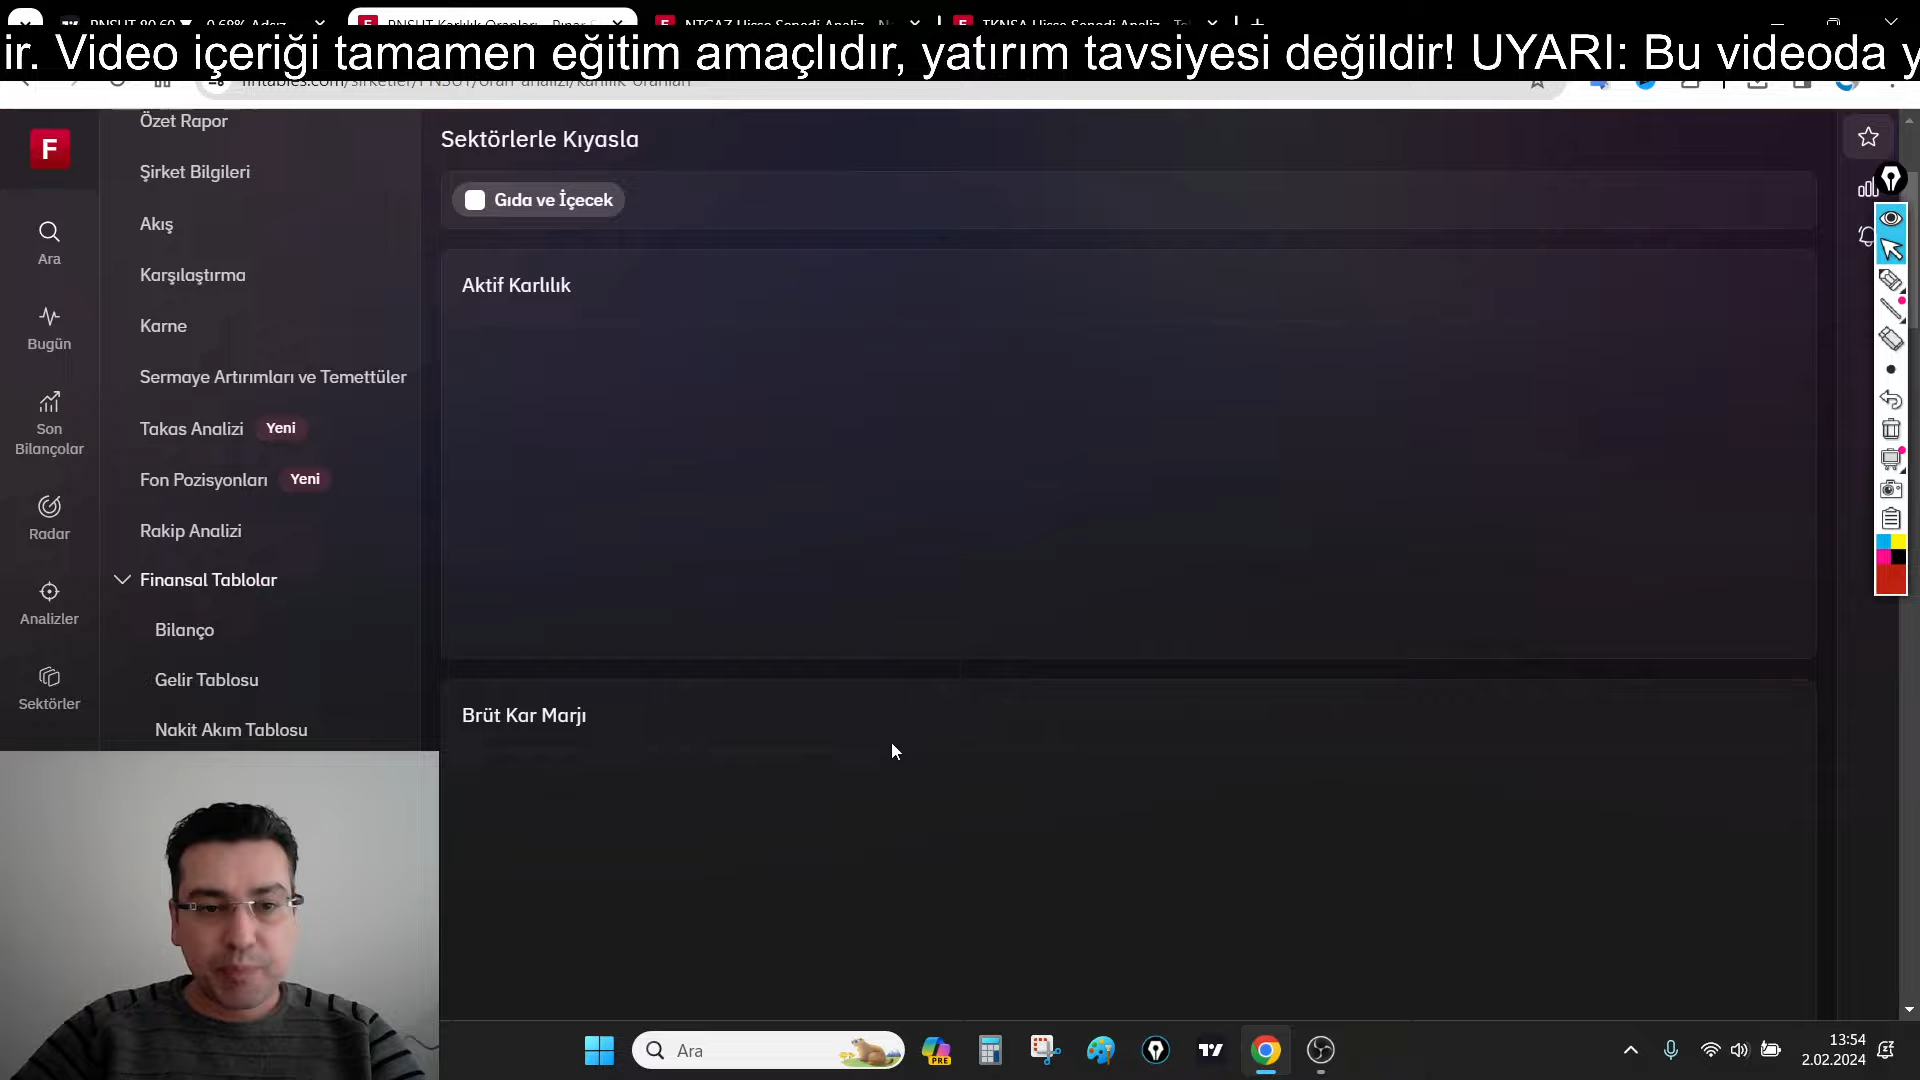 ir. Video içeriği tamamen eğitim amaçlıdır, yatırım tavsiyesi değildir! UYARI: Bu videoda y
F
Ara
Bugün
Son
Bilançolar
Radar
Analizler
Sektörler
Özet Rapor
Şirket Bilgileri
Akış
Karşılaştırma
Karne
Sermaye Artırımları ve Temettüler
Takas Analizi Yeni
Fon Pozisyonları Yeni
Rakip Analizi
Finansal Tablolar
Bilanço
Gelir Tablosu
Nakit Akım Tablosu
Sektörlerle Kıyasla
Gıda ve İçecek
Aktif Karlılık
Brüt Kar Marjı
Ara
PRE
13:54
2.02.2024